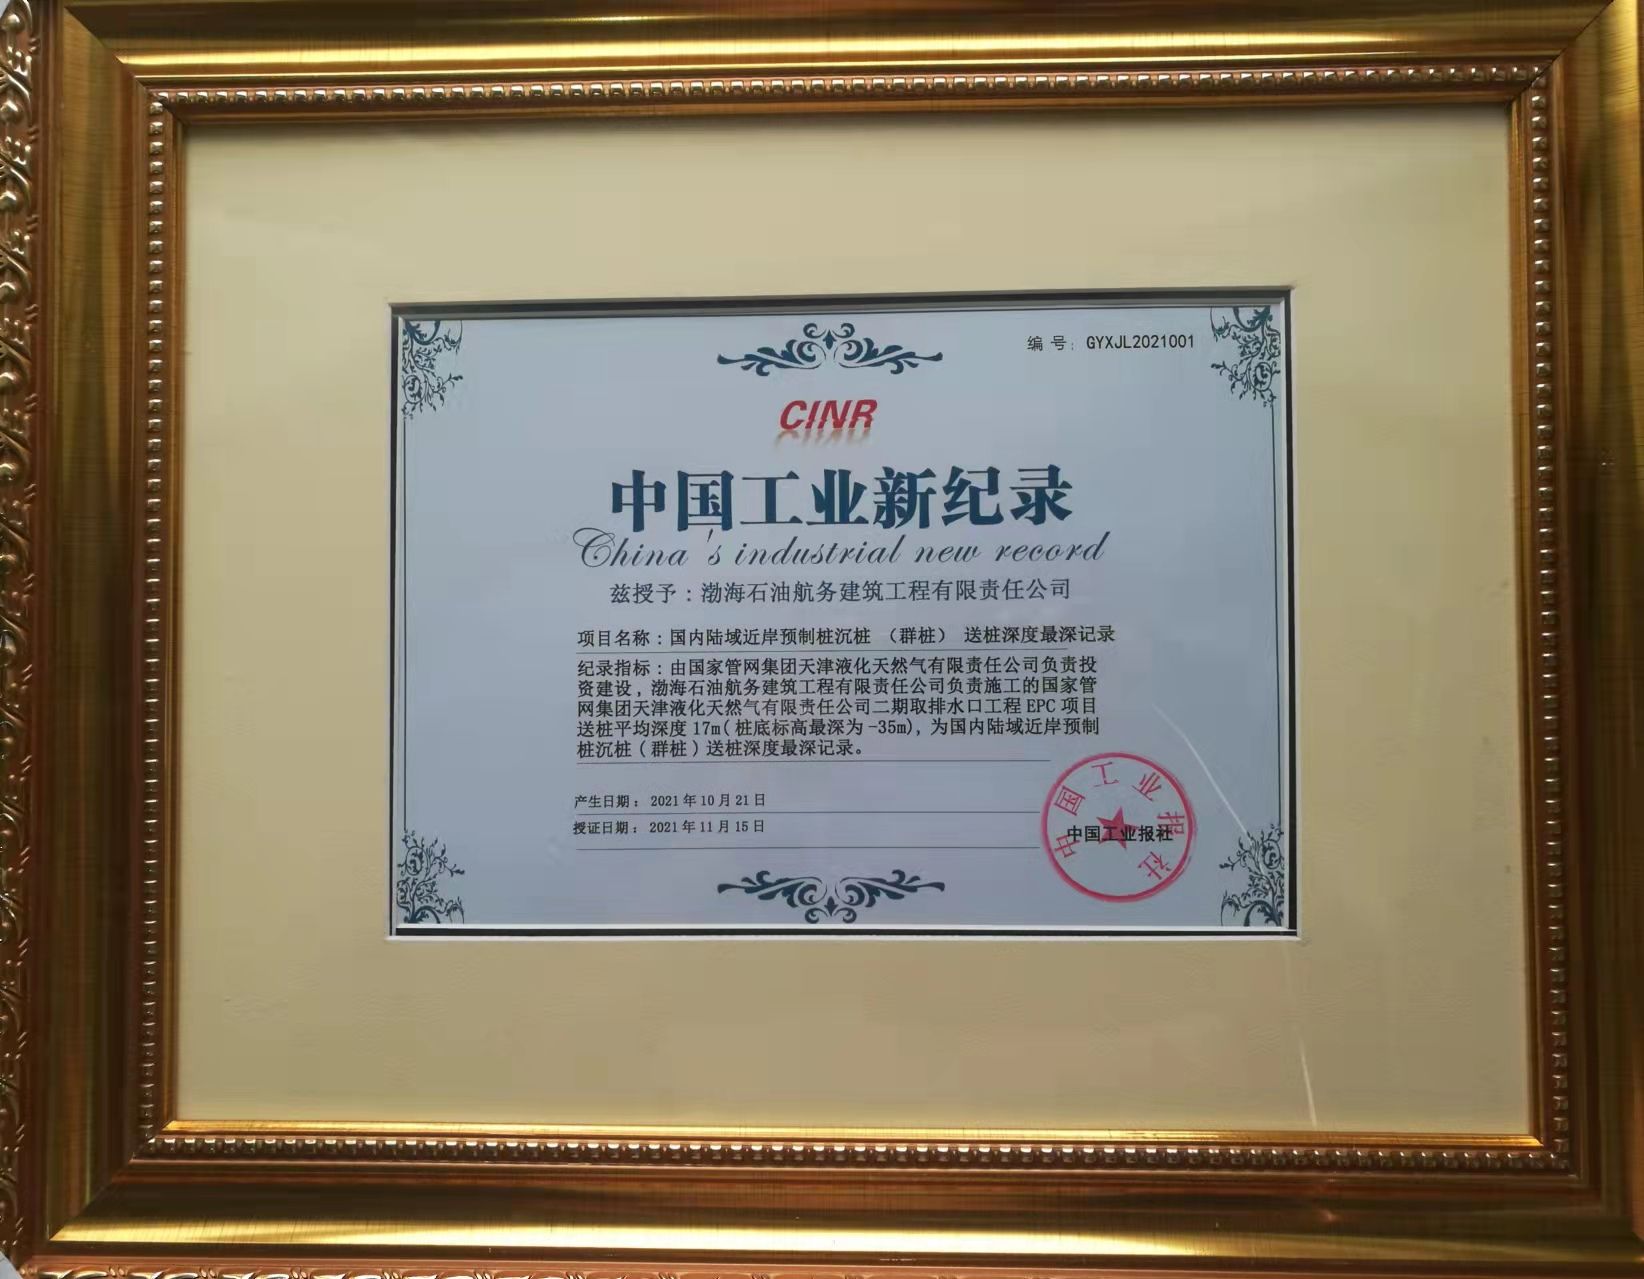 编 号：GYXJL2021001
CINR
中国工业新纪录
China's industrial new record
兹授予：渤海石油航务建筑工程有限责任公司
项目名称：国内陆域近岸预制桩沉桩 （群桩） 送桩深度最深记录
纪录指标：由国家管网集团天津液化天然气有限责任公司负责投
资建设，渤海石油航务建筑工程有限责任公司负责施工的国家管
网集团天津液化天然气有限责任公司二期取排水口工程EPC项目
送桩平均深度17m（桩底标高最深为-35m），为国内陆域近岸预制
桩沉桩（群桩）送桩深度最深记录。
产生日期：2021年10月21日
授证日期：2021年11月15日
中国工业报社
中国工业报社